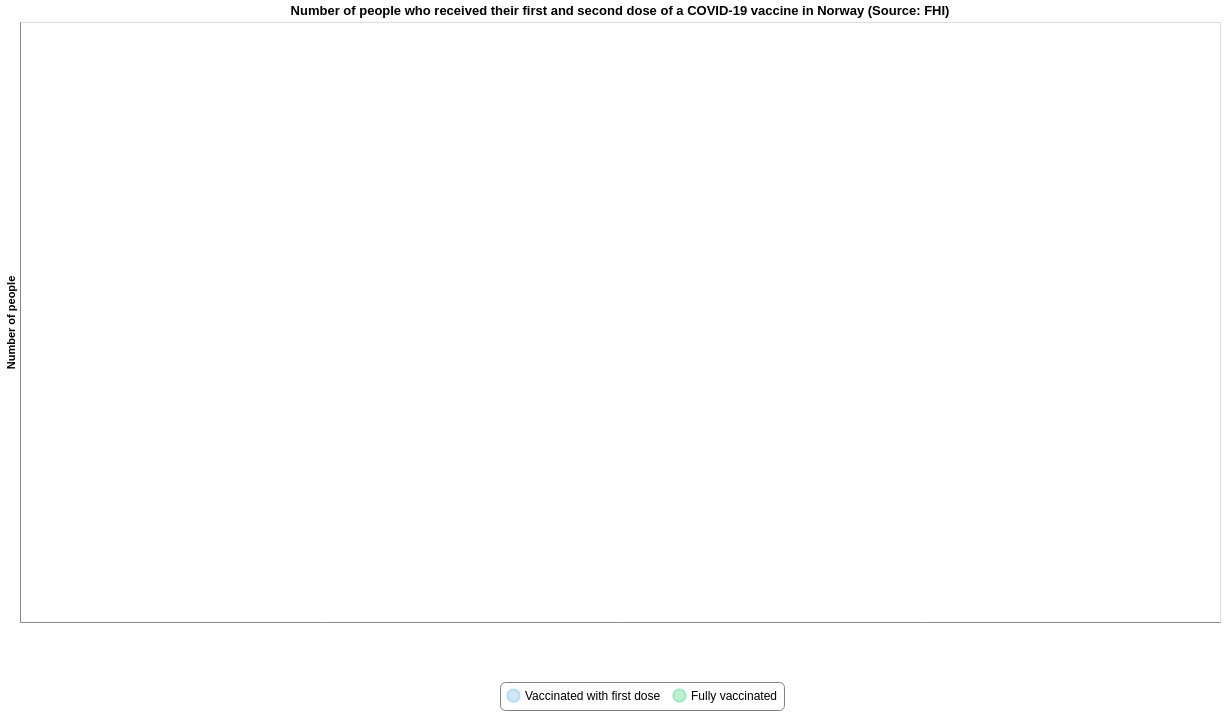 Number of people who received their first and second dose of a COVID-19 vaccine in Norway (Source: FHI)
Number of people
Vaccinated with first dose
Fully vaccinated